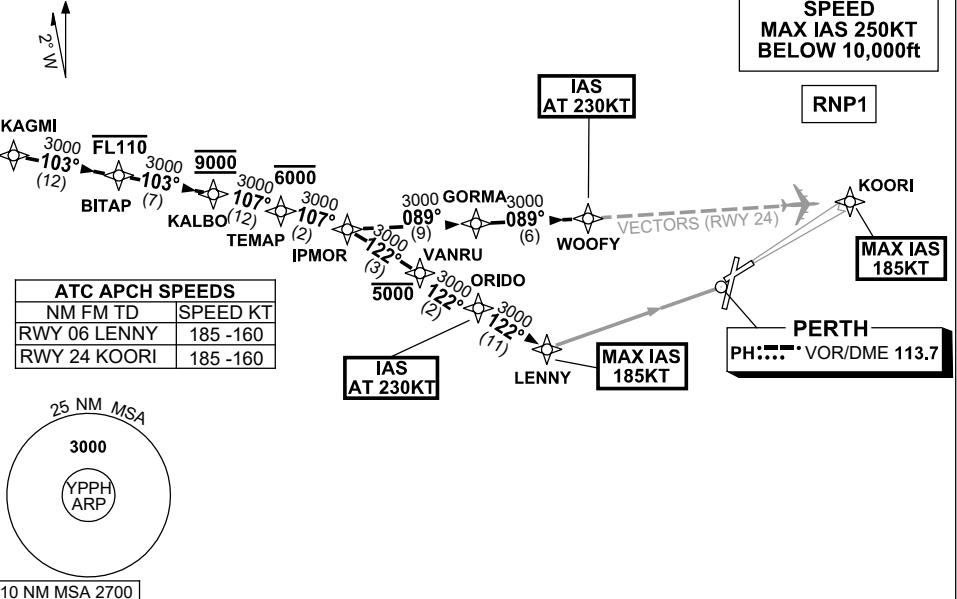 SPEED
MAX IAS 250KT
BELOW 10,000ft
2° W
RNP1
IAS
AT 230KT
KAGMI
3000
103°
(12)
FL110
BITAP
3000
103°
(7)
9000
KALBO
3000
107°
(12)
6000
TEMAP
3000
107°
(2)
IPMOR
3000
089°
(9)
GORMA
3000
089°
(6)
WOOFY
VECTORS (RWY 24)
KOORI
MAX IAS
185KT
3000
122°
(3)
VANRU
5000
3000
122°
(2)
ORIDO
3000
122°
(11)
IAS
AT 230KT
LENNY
MAX IAS
185KT
PERTH
PH VOR/DME 113.7
ATC APCH SPEEDS
NM FM TD SPEED KT
RWY 06 LENNY 185 -160
RWY 24 KOORI 185 -160
25 NM MSA
3000
YPPH
ARP
10 NM MSA 2700